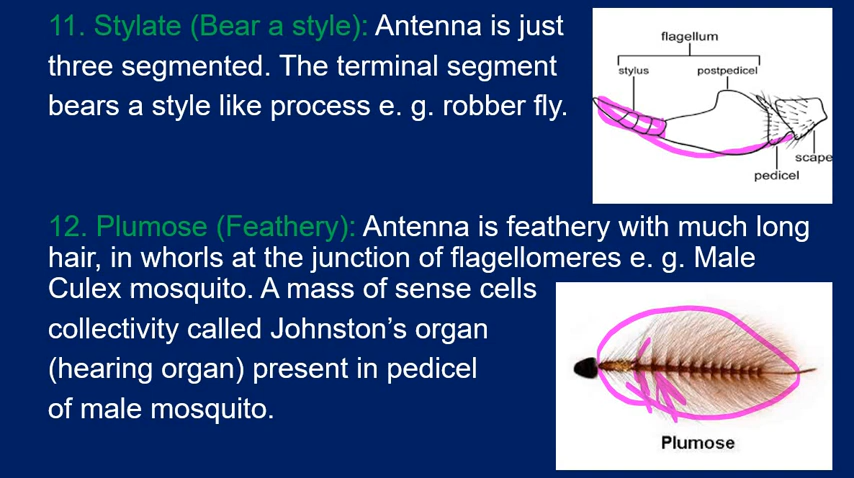 11. Stylate (Bear a style): Antenna is just
three segmented. The terminal segment
bears a style like process e. g. robber fly.
flagellum
stylus postpedicel
scape
pedicel
12. Plumose (Feathery): Antenna is feathery with much long
hair, in whorls at the junction of flagellomeres e. g. Male
Culex mosquito. A mass of sense cells
collectivity called Johnston's organ
(hearing organ) present in pedicel
of male mosquito.
Plumose